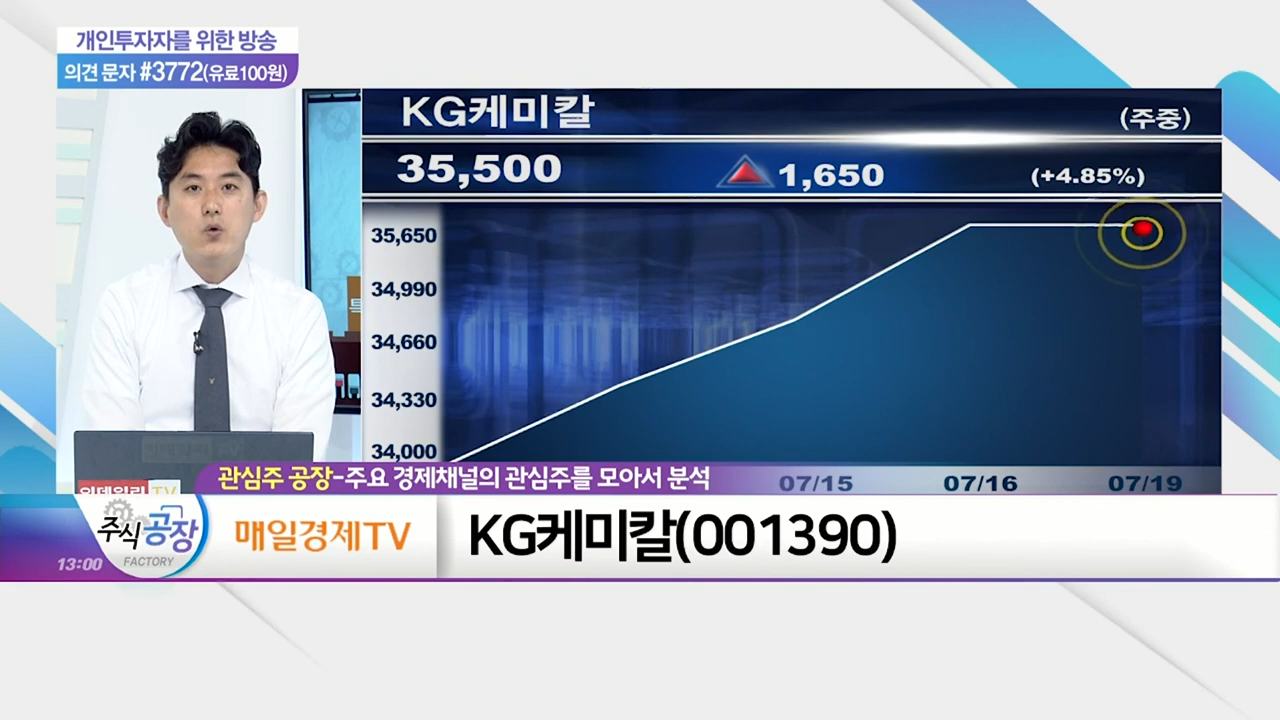 개인투자자를 위한 방송
의견 문자 #3772(유료100원)
KG케미칼
(주중)
35,500
1,650
(+4.85%)
35,650
34,990
34,660
34,330
34,000
07/15
07/16
07/19
관심주 공장-주요 경제채널의 관심주를 모아서 분석
주식공장
FACTORY
13:00
매일경제TV
KG케미칼(001390)